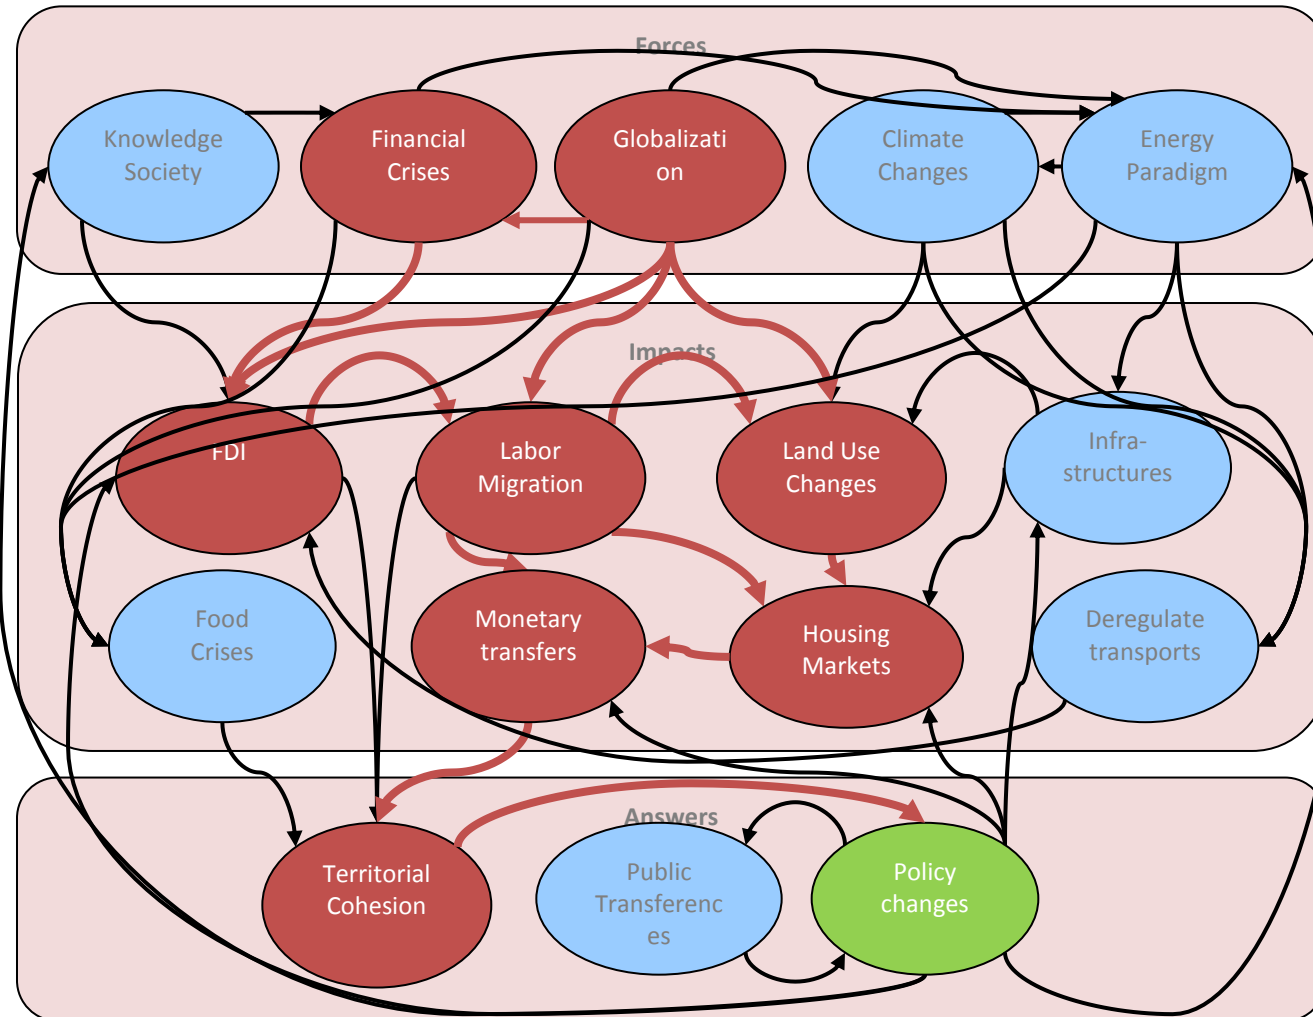 Forces
Knowledge
Society
Financial
Crises
Globalizati
on
Climate
Changes
Energy
Paradigm
Impacts
FDI
Labor
Migration
Land Use
Changes
Infra-
structures
Food
Crises
Monetary
transfers
Housing
Markets
Deregulate
transports
Answers
Territorial
Cohesion
Public
Transferenc
es
Policy
changes